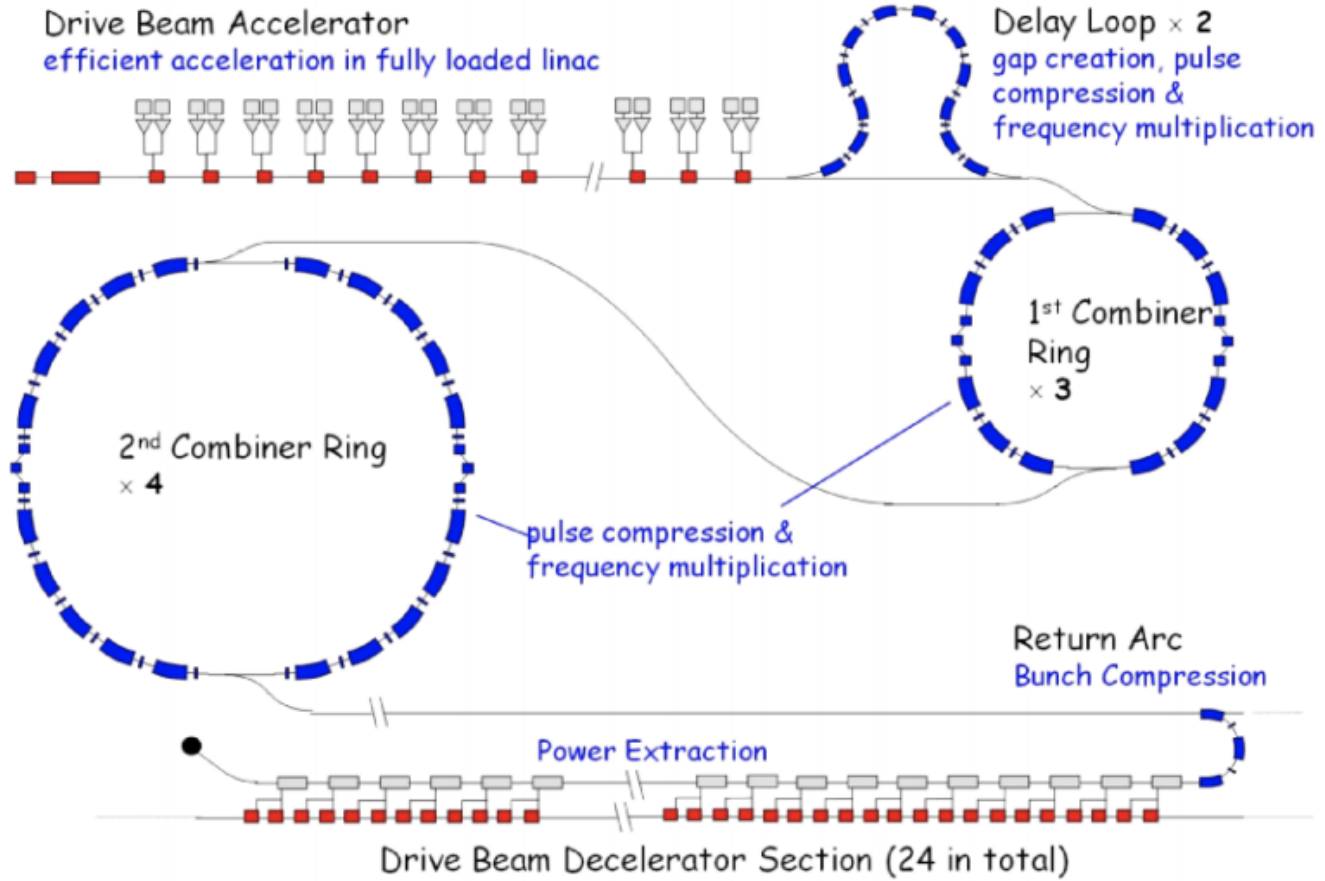 Drive Beam Accelerator
efficient acceleration in fully loaded linac
Delay Loop × 2
gap creation, pulse
compression &
frequency multiplication
1st Combiner
Ring
× 3
2nd Combiner Ring
× 4
pulse compression &
frequency multiplication
Return Arc
Bunch Compression
Power Extraction
Drive Beam Decelerator Section (24 in total)